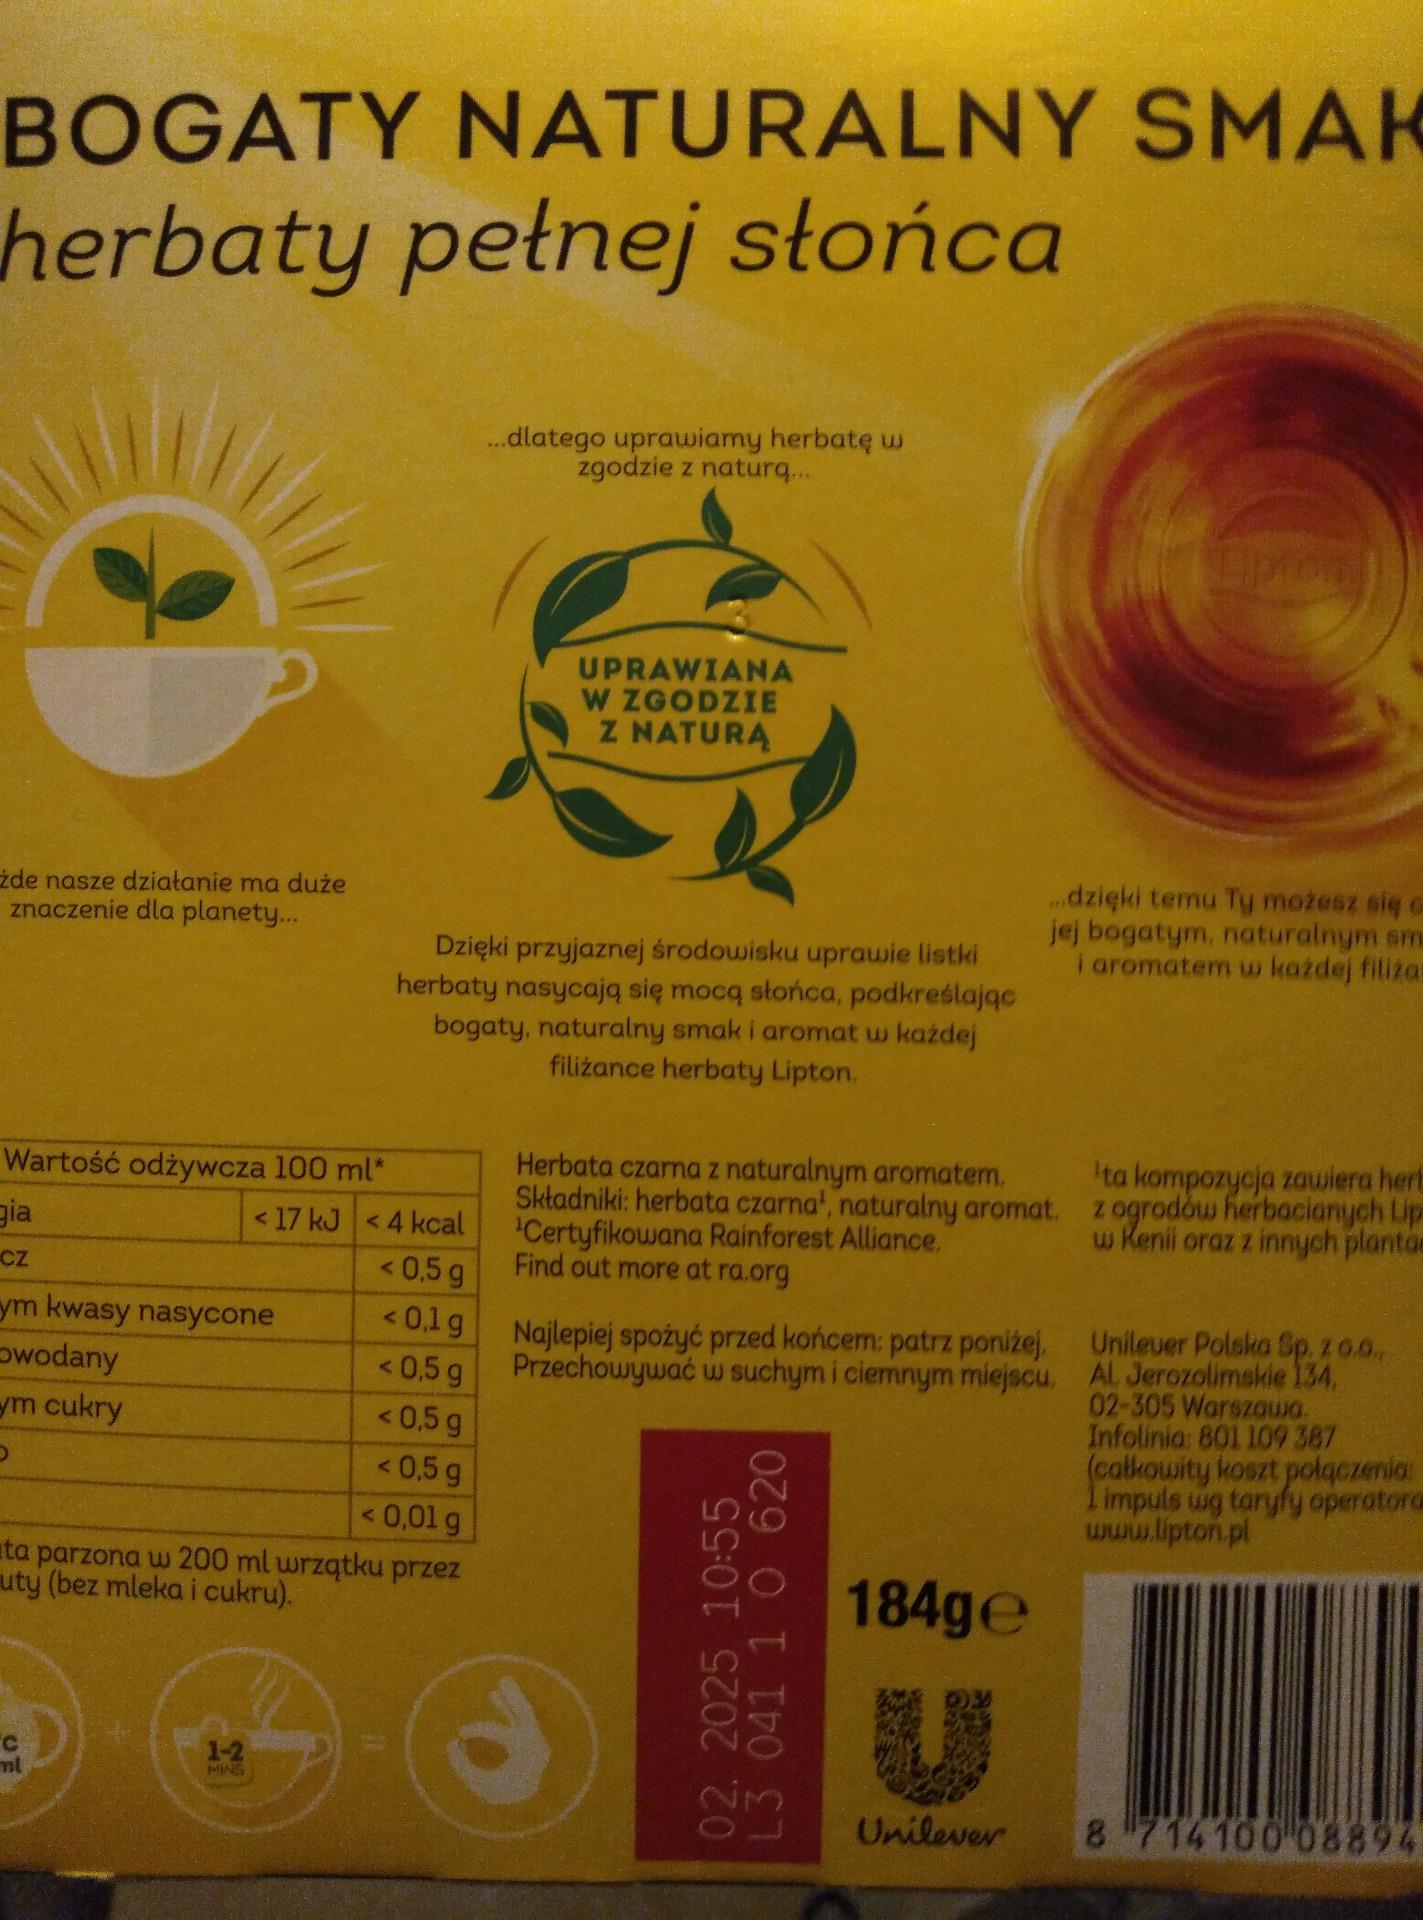 BOGATY NATURALNY SMAK
herbaty pełnej słońca
...dlatego uprawiamy herbatę w
zgodzie z naturą...
Lipton
3
UPRAWIANA
W ZGODZIE
Z NATURĄ
żde nasze działanie ma duże
znaczenie dla planety...
Dzięki przyjaznej środowisku uprawie listki
herbaty nasycają się mocą słońca, podkreślając
bogaty, naturalny smak i aromat w każdej
filiżance herbaty Lipton.
...dzięki temu Ty możesz się
jej bogatym, naturalnym sm
i aromatem w każdej filiża
Wartość odżywcza 100 ml*
gia < 17 kJ < 4 kcal
cz < 0,5 g
ym kwasy nasycone < 0,1 g
owodany < 0,5 g
ym cukry < 0,5 g
< 0,5 g
< 0,01 g
ta parzona w 200 ml wrzątku przez
uty (bez mleka i cukru).
Herbata czarna z naturalnym aromatem.
Składniki: herbata czarna¹, naturalny aromat.
¹Certyfikowana Rainforest Alliance.
Find out more at ra.org
Najlepiej spożyć przed końcem: patrz poniżej.
Przechowywać w suchym i ciemnym miejscu.
¹ta kompozycja zawiera herb
z ogrodów herbacianych Lip
w Kenii oraz z innych planta
Unilever Polska Sp. z o.o.,
Al. Jerozolimskie 134,
02-305 Warszawa.
Infolinia: 801 109 387
(całkowity koszt połączenia:
1 impuls wg taryfy operatora
www.lipton.pl
°C
ml
1-2
MINS
02. 2025 10:55
L3 041 1 O 620
184g e
Unilever
8 714100 08894